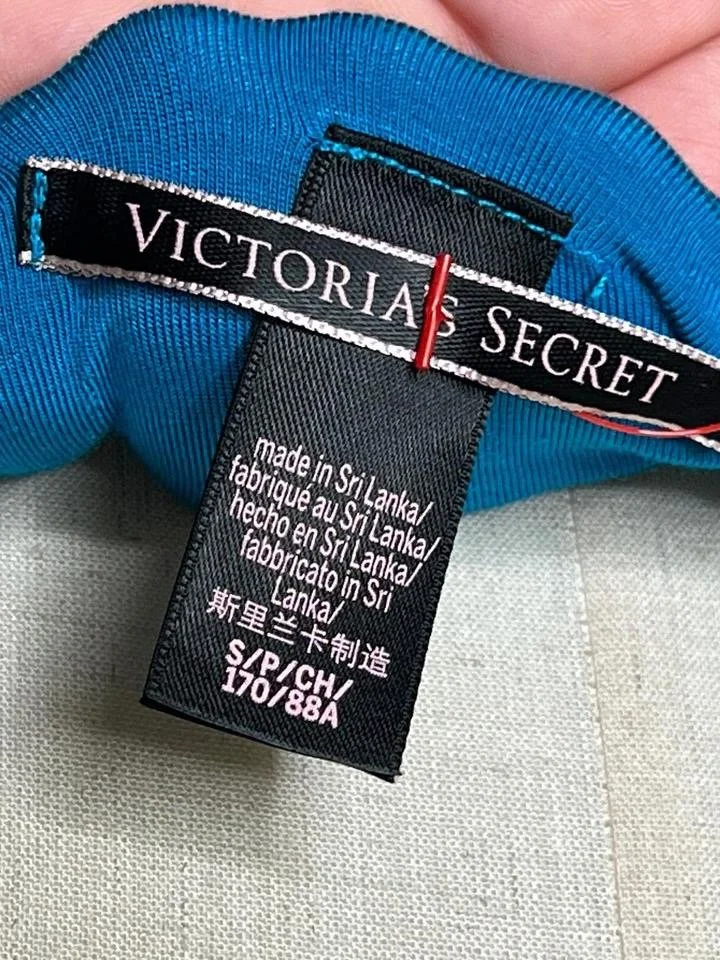 VICTORIA'S SECRET
made in Sri Lanka/
fabriqué au Sri Lanka/
hecho en Sri Lanka/
fabbricato in Sri
Lanka/
斯里兰卡制造
S/P/CH/
170/88A